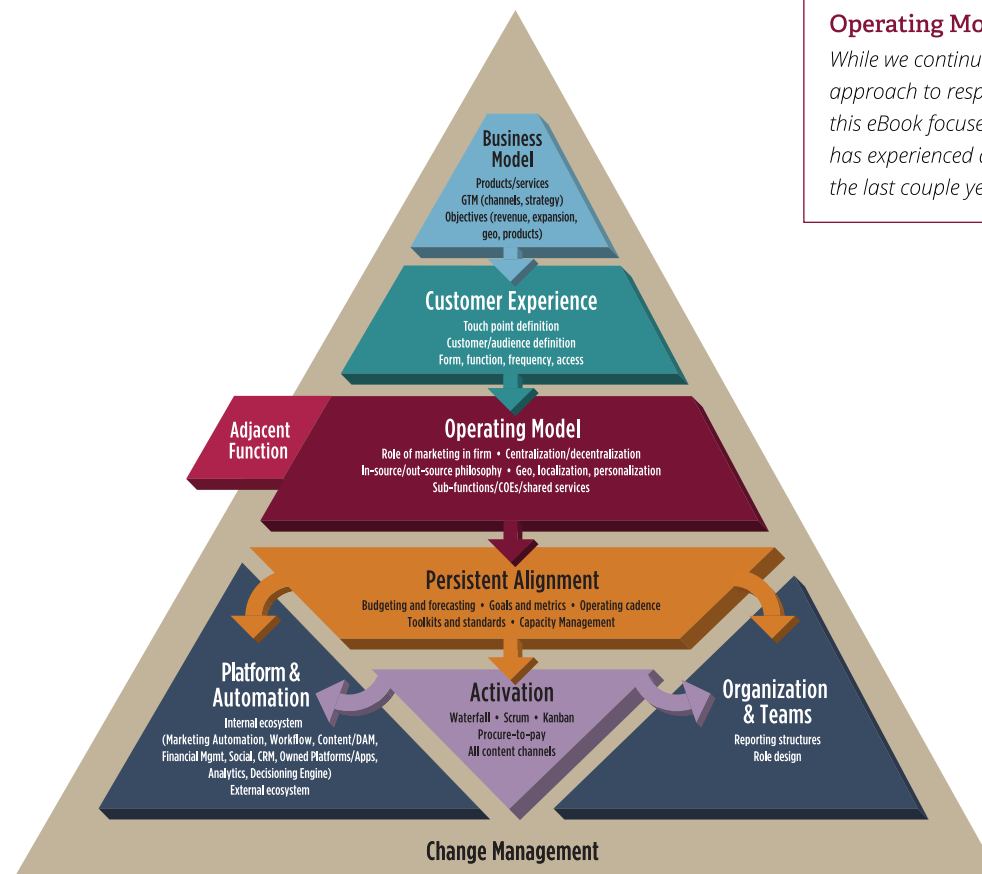 Operating
While we
approach to
this eBook
has experienced
the last couple
Business
Model
Products/services
GTM (channels, strategy)
Objectives (revenue, expansion,
geo, products)
Customer Experience
Touch point definition
Customer/audience definition
Form, function, frequency, access
Adjacent
Function
Operating Model
Role of marketing in firm • Centralization/decentralization
In-source/out-source philosophy • Geo, localization, personalization
Sub-functions/COEs/shared services
Persistent Alignment
Budgeting and forecasting • Goals and metrics • Operating cadence
Toolkits and standards • Capacity Management
Platform &
Automation
Internal ecosystem
(Marketing Automation, Workflow, Content/DAM,
Financial Mgmt, Social, CRM, Owned Platforms/Apps,
Analytics, Decisioning Engine)
External ecosystem
Activation
Waterfall • Scrum • Kanban
Procure-to-pay
All content channels
Organization
& Teams
Reporting structures
Role design
Change Management